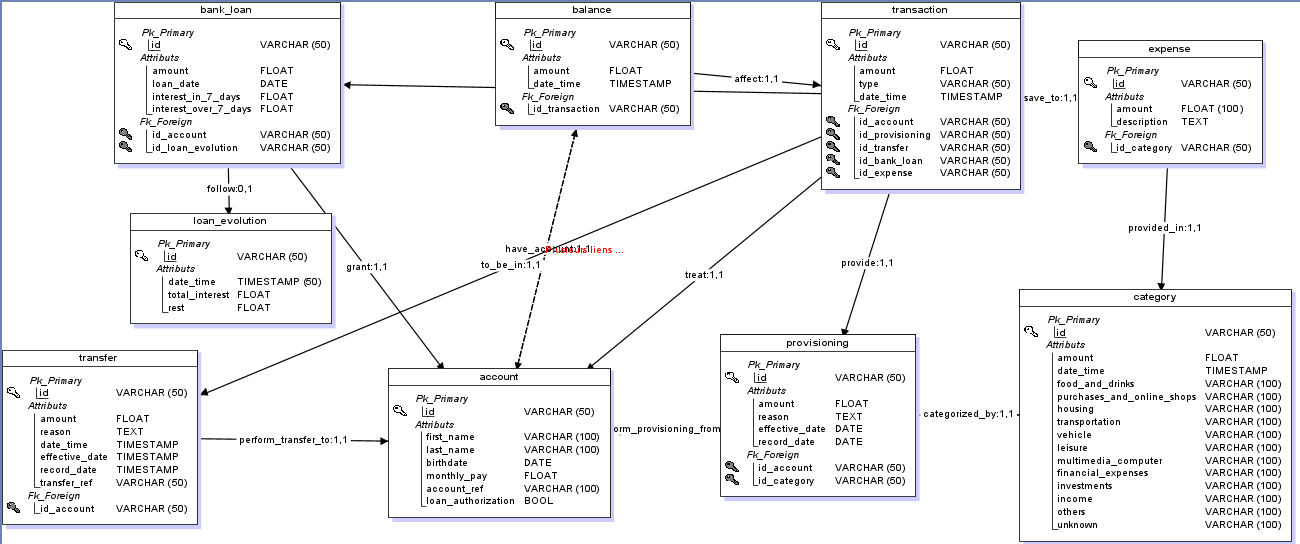 bank_loan
Pk_Primary
id VARCHAR (50)
Attributs
amount FLOAT
loan_date DATE
interest_in_7_days FLOAT
interest_over_7_days FLOAT
Fk_Foreign
id_account VARCHAR (50)
id_loan_evolution VARCHAR (50)
balance
Pk_Primary
id VARCHAR (50)
Attributs
amount FLOAT
date_time TIMESTAMP
Fk_Foreign
id_transaction VARCHAR (50)
affect:1,1
transaction
Pk_Primary
id VARCHAR (50)
Attributs
amount FLOAT
type VARCHAR (50)
date_time TIMESTAMP
Fk_Foreign
id_account VARCHAR (50)
id_provisioning VARCHAR (50)
id_transfer VARCHAR (50)
id_bank_loan VARCHAR (50)
id_expense VARCHAR (50)
save_to:1,1
expense
Pk_Primary
id VARCHAR (50)
Attributs
amount FLOAT (100)
description TEXT
Fk_Foreign
id_category VARCHAR (50)
follow:0,1
loan_evolution
Pk_Primary
id VARCHAR (50)
Attributs
date_time TIMESTAMP (50)
total_interest FLOAT
rest FLOAT
grant:1,1
to_be_in:1,1
liens ...
treat:1,1
provide:1,1
provided_in:1,1
transfer
Pk_Primary
id VARCHAR (50)
Attributs
amount FLOAT
reason TEXT
date_time TIMESTAMP
effective_date TIMESTAMP
record_date TIMESTAMP
transfer_ref VARCHAR (50)
Fk_Foreign
id_account VARCHAR (50)
perform_transfer_to:1,1
account
Pk_Primary
id VARCHAR (50)
Attributs
first_name VARCHAR (100)
last_name VARCHAR (100)
birthdate DATE
monthly_pay FLOAT
account_ref VARCHAR (100)
loan_authorization BOOL
orm_provisioning_from
provisioning
Pk_Primary
id VARCHAR (50)
Attributs
amount FLOAT
reason TEXT
effective_date DATE
record_date DATE
Fk_Foreign
id_account VARCHAR (50)
id_category VARCHAR (50)
categorized_by:1,1
category
Pk_Primary
id VARCHAR (50)
Attributs
amount FLOAT
date_time TIMESTAMP
food_and_drinks VARCHAR (100)
purchases_and_online_shops VARCHAR (100)
housing VARCHAR (100)
transportation VARCHAR (100)
vehicle VARCHAR (100)
leisure VARCHAR (100)
multimedia_computer VARCHAR (100)
financial_expenses VARCHAR (100)
investments VARCHAR (100)
income VARCHAR (100)
others VARCHAR (100)
unknown VARCHAR (100)